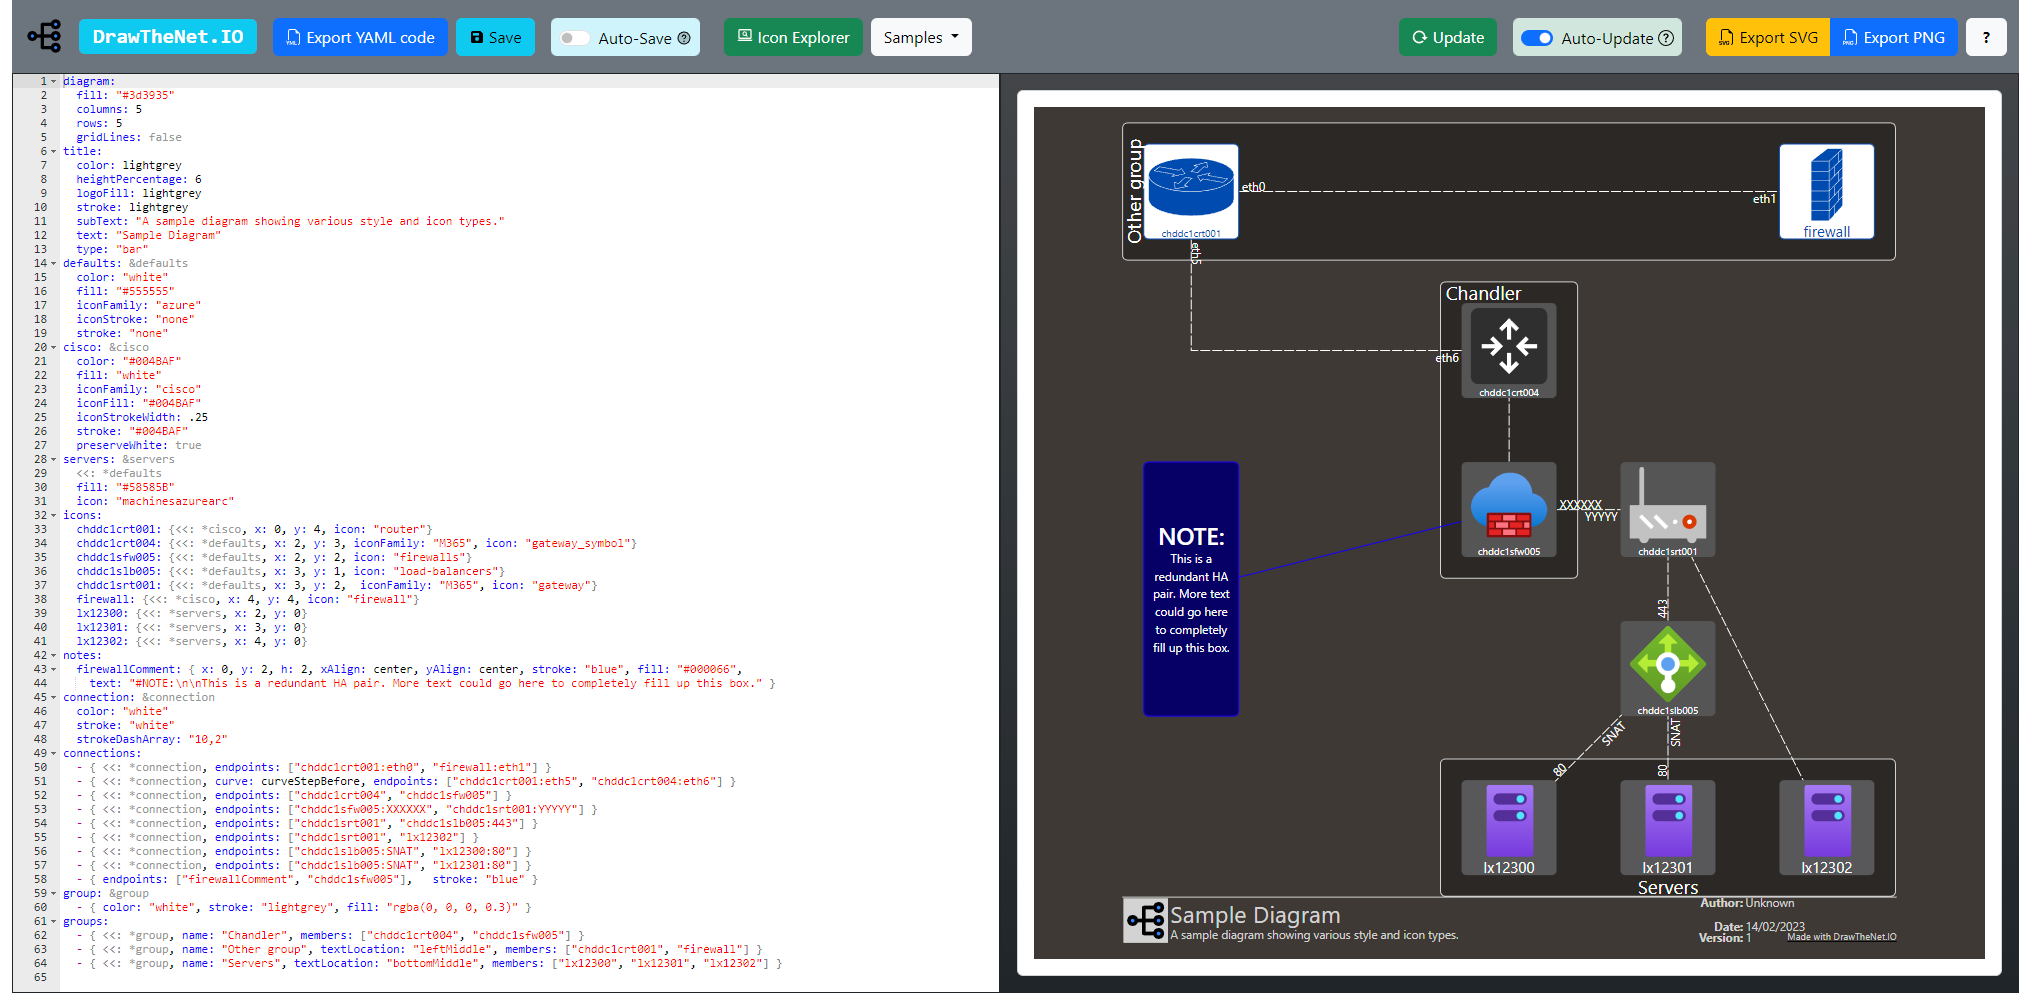 DrawTheNet.IO
Export YAML code
Save
Auto-Save
Icon Explorer
Samples
Update
Auto-Update
Export SVG
Export PNG
?
1 diagram:
2 fill: "#3d3935"
3 columns: 5
4 rows: 5
5 gridLines: false
6 title:
7 color: lightgrey
8 heightPercentage: 6
9 logoFill: lightgrey
10 stroke: lightgrey
11 subText: "A sample diagram showing various style and icon types."
12 text: "Sample Diagram"
13 type: "bar"
14 defaults: &defaults
15 color: "white"
16 fill: "#555555"
17 iconFamily: "azure"
18 iconStroke: "none"
19 stroke: "none"
20 cisco: &cisco
21 color: "#004BAF"
22 fill: "white"
23 iconFamily: "cisco"
24 iconFill: "#004BAF"
25 iconStrokeWidth: .25
26 stroke: "#004BAF"
27 preserveWhite: true
28 servers: &servers
29 <<: *defaults
30 fill: "#58585B"
31 icon: "machinesazurearc"
32 icons:
33 chddc1crt001: {<<: *cisco, x: 0, y: 4, icon: "router"}
34 chddc1crt004: {<<: *defaults, x: 2, y: 3, iconFamily: "M365", icon: "gateway_symbol"}
35 chddc1sfw005: {<<: *defaults, x: 2, y: 2, icon: "firewalls"}
36 chddc1slb005: {<<: *defaults, x: 3, y: 1, icon: "load-balancers"}
37 chddc1srt001: {<<: *defaults, x: 3, y: 2,  iconFamily: "M365", icon: "gateway"}
38 firewall: {<<: *cisco, x: 4, y: 4, icon: "firewall"}
39 lx12300: {<<: *servers, x: 2, y: 0}
40 lx12301: {<<: *servers, x: 3, y: 0}
41 lx12302: {<<: *servers, x: 4, y: 0}
42 notes:
43 firewallComment: { x: 0, y: 2, h: 2, xAlign: center, yAlign: center, stroke: "blue", fill: "#000066",
44 text: "#NOTE:\n\nThis is a redundant HA pair. More text could go here to completely fill up this box." }
45 connection: &connection
46 color: "white"
47 stroke: "white"
48 strokeDashArray: "10,2"
49 connections:
50 - { <<: *connection, endpoints: ["chddc1crt001:eth0", "firewall:eth1"] }
51 - { <<: *connection, curve: curveStepBefore, endpoints: ["chddc1crt001:eth5", "chddc1crt004:eth6"] }
52 - { <<: *connection, endpoints: ["chddc1crt004", "chddc1sfw005"] }
53 - { <<: *connection, endpoints: ["chddc1sfw005:XXXXXX", "chddc1srt001:YYYYY"] }
54 - { <<: *connection, endpoints: ["chddc1srt001", "chddc1slb005:443"] }
55 - { <<: *connection, endpoints: ["chddc1srt001", "lx12302"] }
56 - { <<: *connection, endpoints: ["chddc1slb005:SNAT", "lx12300:80"] }
57 - { <<: *connection, endpoints: ["chddc1slb005:SNAT", "lx12301:80"] }
58 - { endpoints: ["firewallComment", "chddc1sfw005"],   stroke: "blue" }
59 group: &group
60 - { color: "white", stroke: "lightgrey", fill: "rgba(0, 0, 0, 0.3)" }
61 groups:
62 - { <<: *group, name: "Chandler", members: ["chddc1crt004", "chddc1sfw005"] }
63 - { <<: *group, name: "Other group", textLocation: "leftMiddle", members: ["chddc1crt001", "firewall"] }
64 - { <<: *group, name: "Servers", textLocation: "bottomMiddle", members: ["lx12300", "lx12301", "lx12302"] }
65
Other group
chddc1crt001
eth0
eth1
firewall
eth5
Chandler
eth6
chddc1crt004
NOTE:
This is a
redundant HA
pair. More text
could go here
to completely
fill up this box.
chddc1sfw005
XXXXXX
YYYYY
chddc1srt001
443
chddc1slb005
SNAT
SNAT
80
80
lx12300
lx12301
lx12302
Servers
Sample Diagram
A sample diagram showing various style and icon types.
Author: Unknown
Date: 14/02/2023
Version: 1
Made with DrawTheNet.IO